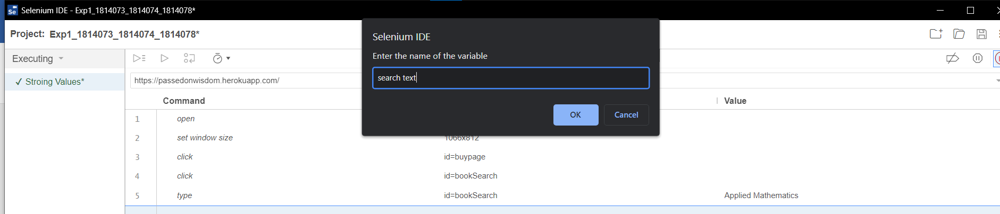 Selenium IDE - Exp1_1814073_1814074_1814078*
Project: Exp1_1814073_1814074_1814078*
Selenium IDE
Enter the name of the variable
search text
OK Cancel
Executing
✓ Stroing Values*
https://passedonwisdom.herokuapp.com/
Command Value
1 open
2 set window size 1066x812
3 click id=buypage
4 click id=bookSearch
5 type id=bookSearch Applied Mathematics